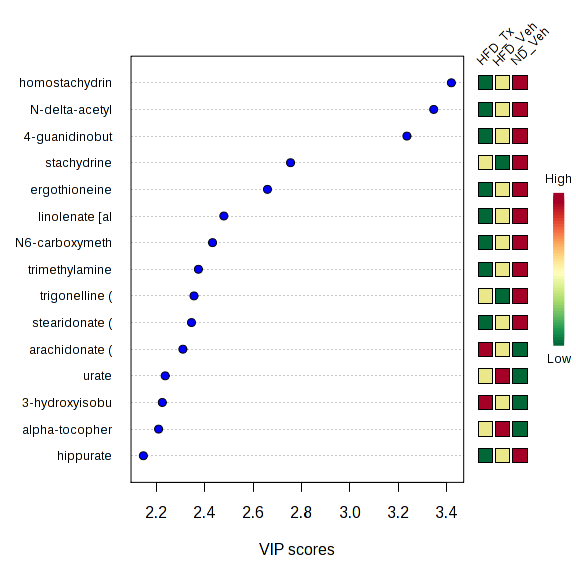 HFD_Tx
HFD_Veh
ND_Veh
homostachydrin
N-delta-acetyl
4-guanidinobut
stachydrine
ergothioneine
linolenate [al
N6-carboxymeth
trimethylamine
trigonelline (
stearidonate (
arachidonate (
urate
3-hydroxyisobu
alpha-tocopher
hippurate
High
Low
2.2 2.4 2.6 2.8 3.0 3.2 3.4
VIP scores